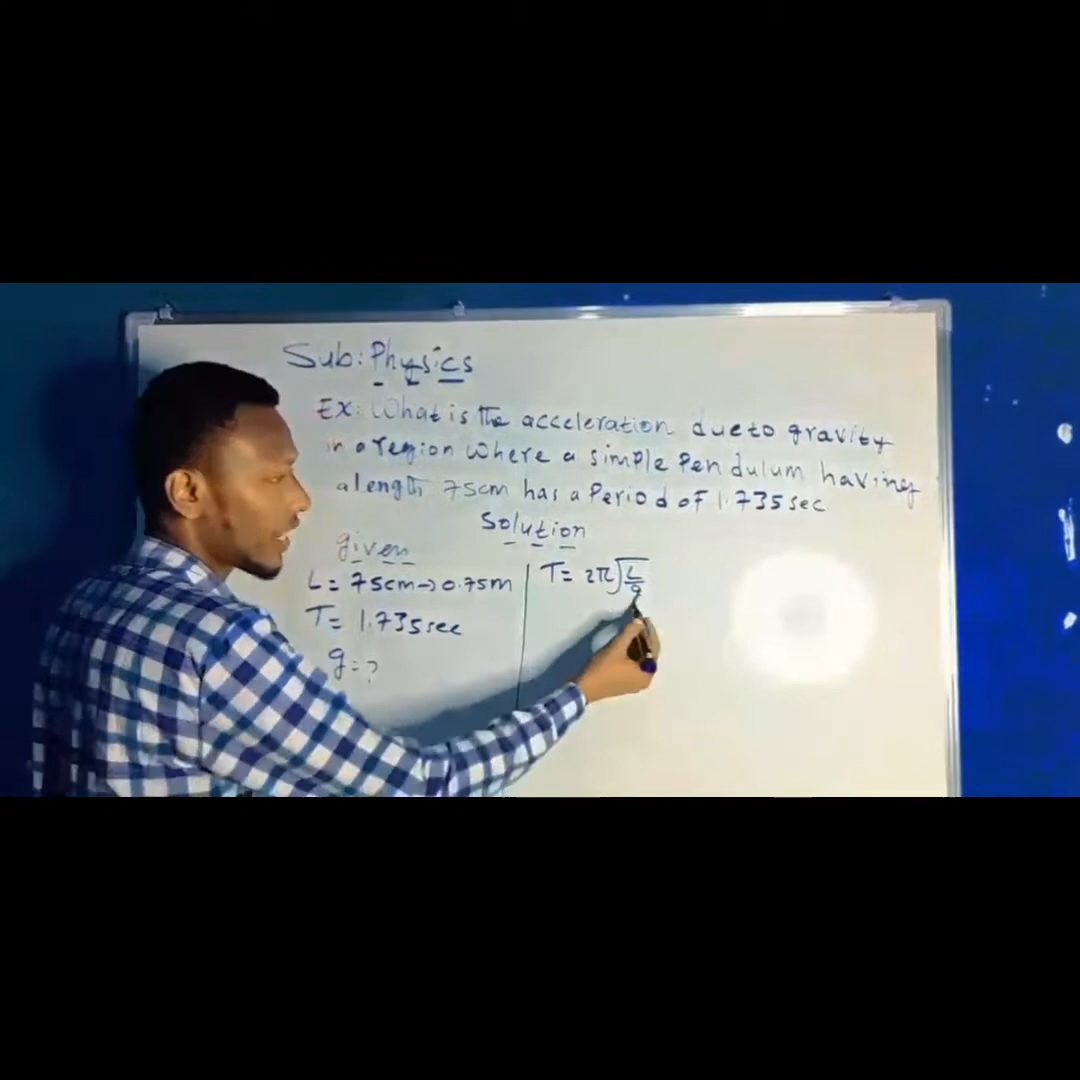 Sub: Physics
Ex: What is the acceleration due to gravity
in a region where a simple Pendulum having
a length 75cm has a Period of 1.735 sec
Solution
given
L = 75cm → 0.75m
T = 1.735 sec
g = ?
T = 2π√L/g